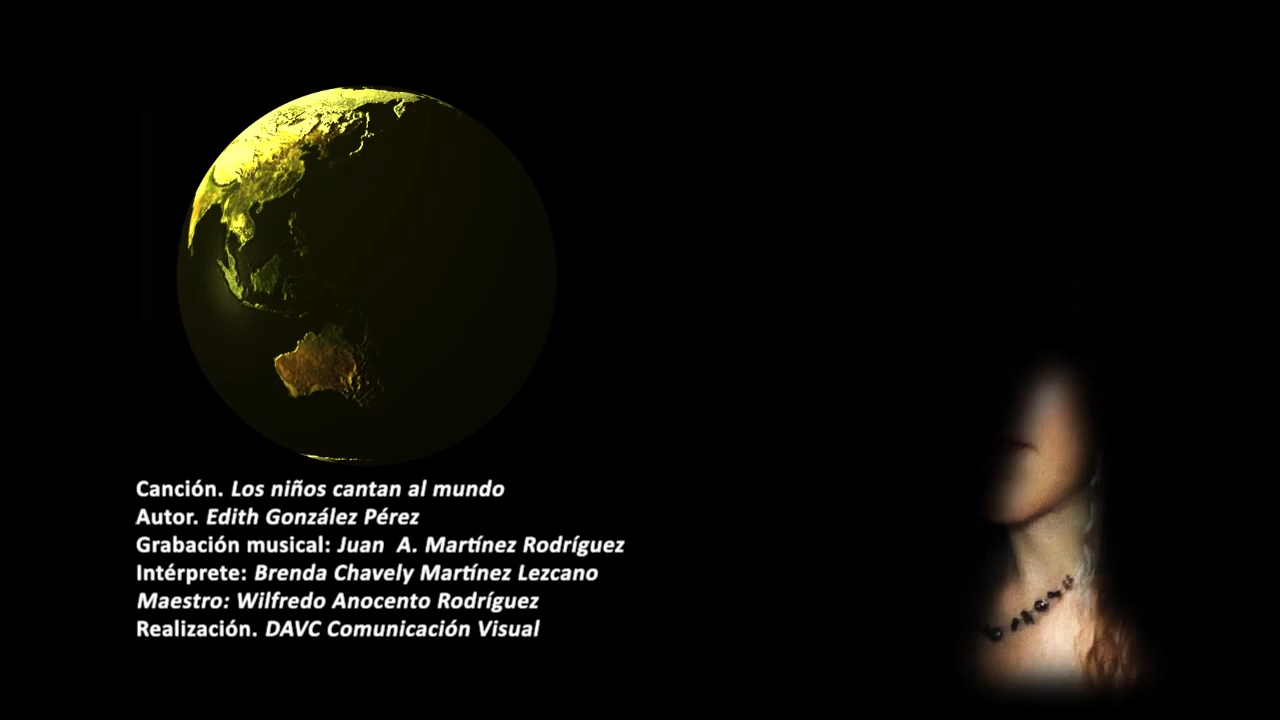 Canción. Los niños cantan al mundo
Autor. Edith González Pérez
Grabación musical: Juan  A. Martínez Rodríguez
Intérprete: Brenda Chavely Martínez Lezcano
Maestro: Wilfredo Anocento Rodríguez
Realización. DAVC Comunicación Visual